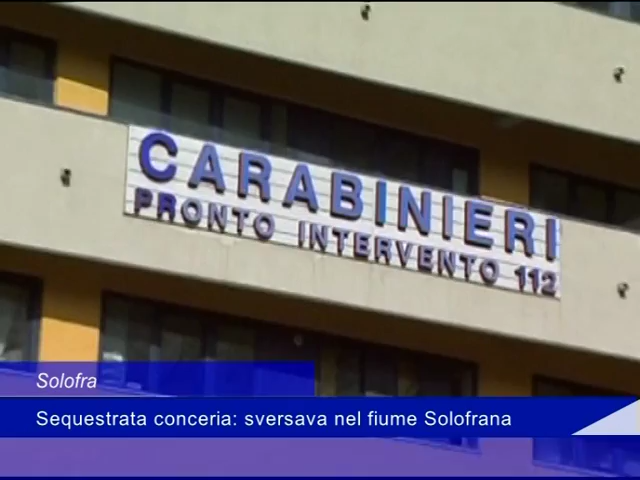 CARABINIERI
PRONTO INTERVENTO 112
Solofra
Sequestrata conceria: sversava nel fiume Solofrana